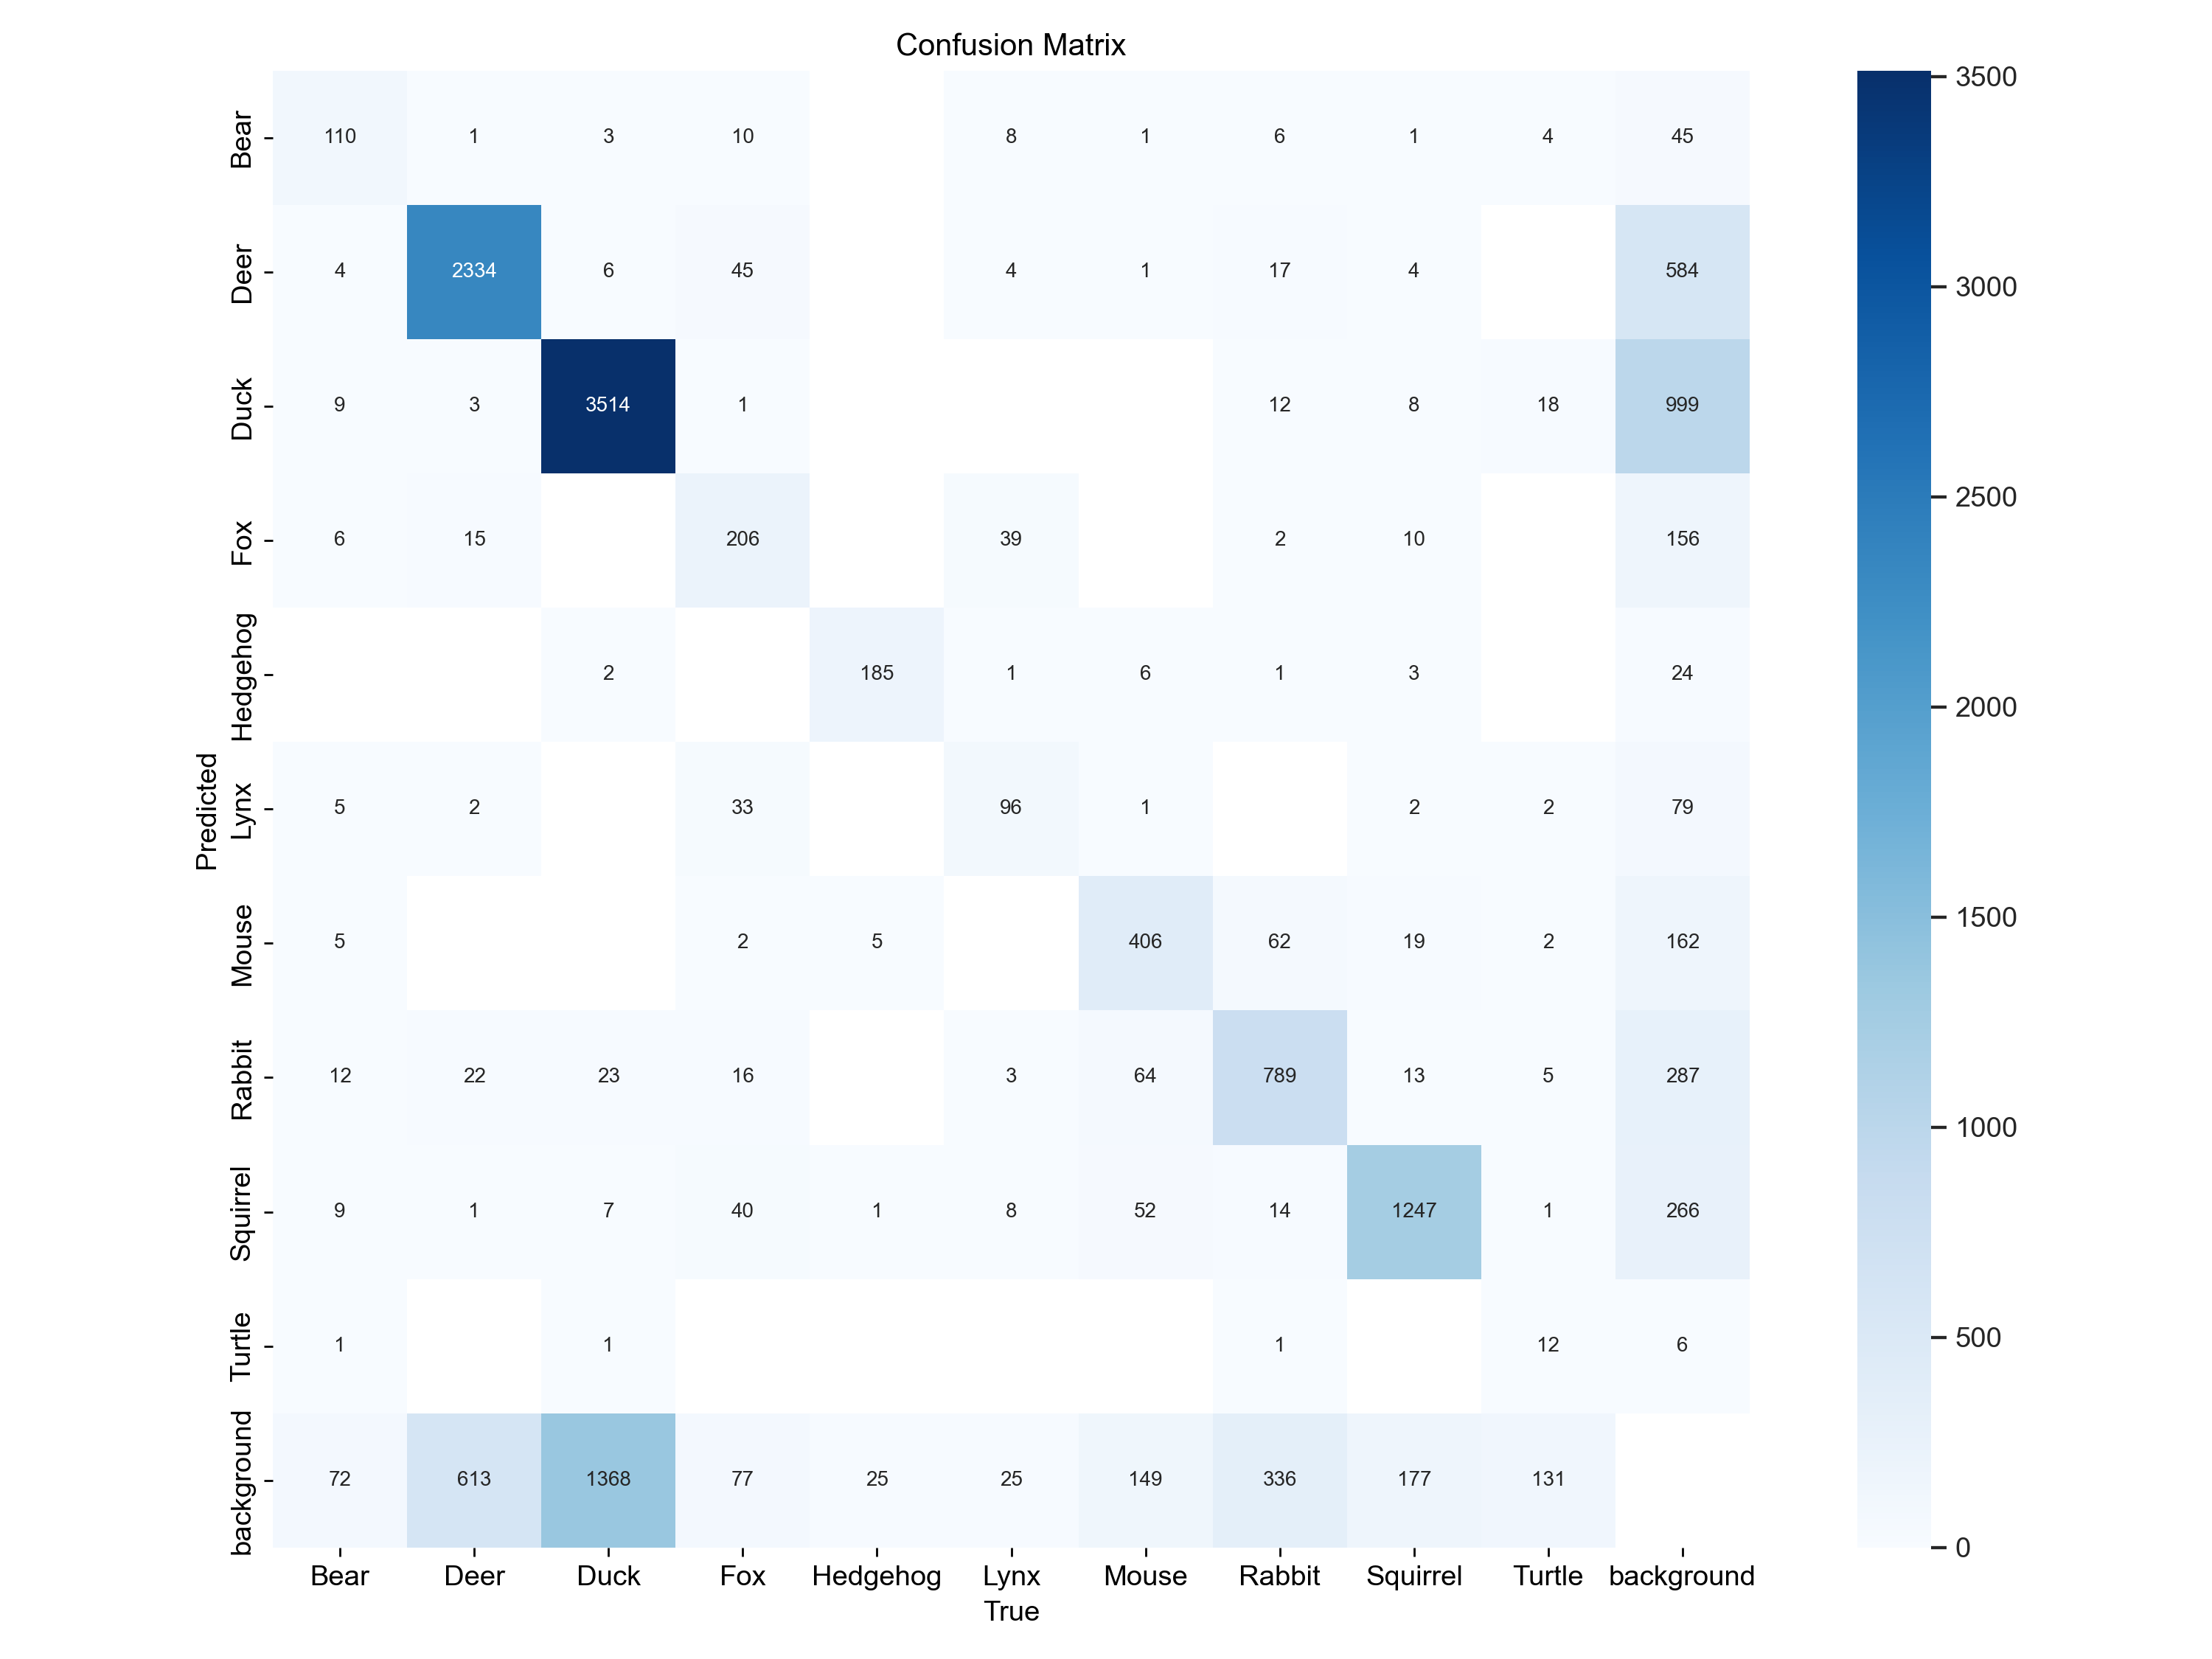 Confusion Matrix
Bear 110 1 3 10 8 1 6 1 4 45
Deer 4 2334 6 45 4 1 17 4 584
Duck 9 3 3514 1 12 8 18 999
Fox 6 15 206 39 2 10 156
Hedgehog 2 185 1 6 1 3 24
Lynx 5 2 33 96 1 2 2 79
Mouse 5 2 5 406 62 19 2 162
Rabbit 12 22 23 16 3 64 789 13 5 287
Squirrel 9 1 7 40 1 8 52 14 1247 1 266
Turtle 1 1 1 12 6
background 72 613 1368 77 25 25 149 336 177 131
Predicted
Bear Deer Duck Fox Hedgehog Lynx Mouse Rabbit Squirrel Turtle background
True
3500
3000
2500
2000
1500
1000
500
0